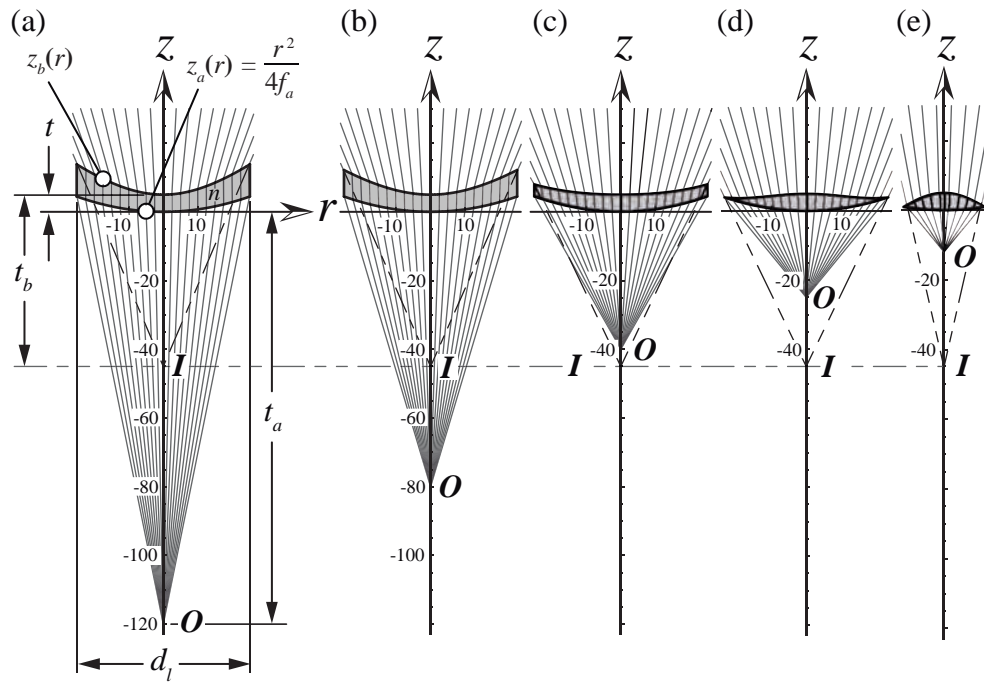 (a) (b) (c) (d) (e)
z z z z z
z_b(r) z_a(r) = r²/4f_a
t
n
r
-10 10 -10 10 -10 10 -10 10
t_b
-20 -20 -20 -20 -20
O O O
-40 -40 -40 -40 -40
I I I I I
t_a
-60 -60
-80 -80
O
-100 -100
-120 O
d_l